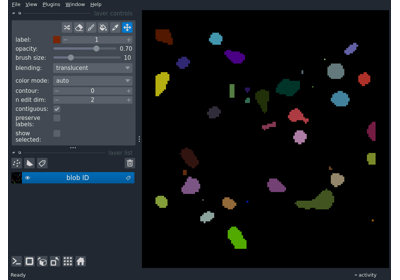 File View Plugins Window Help
layer controls
label: 1
opacity: 0.70
brush size: 10
blending: translucent
color mode: auto
contour: 0
n edit dim: 2
contiguous:
preserve
labels:
show
selected:
layer list
blob ID
Ready
activity